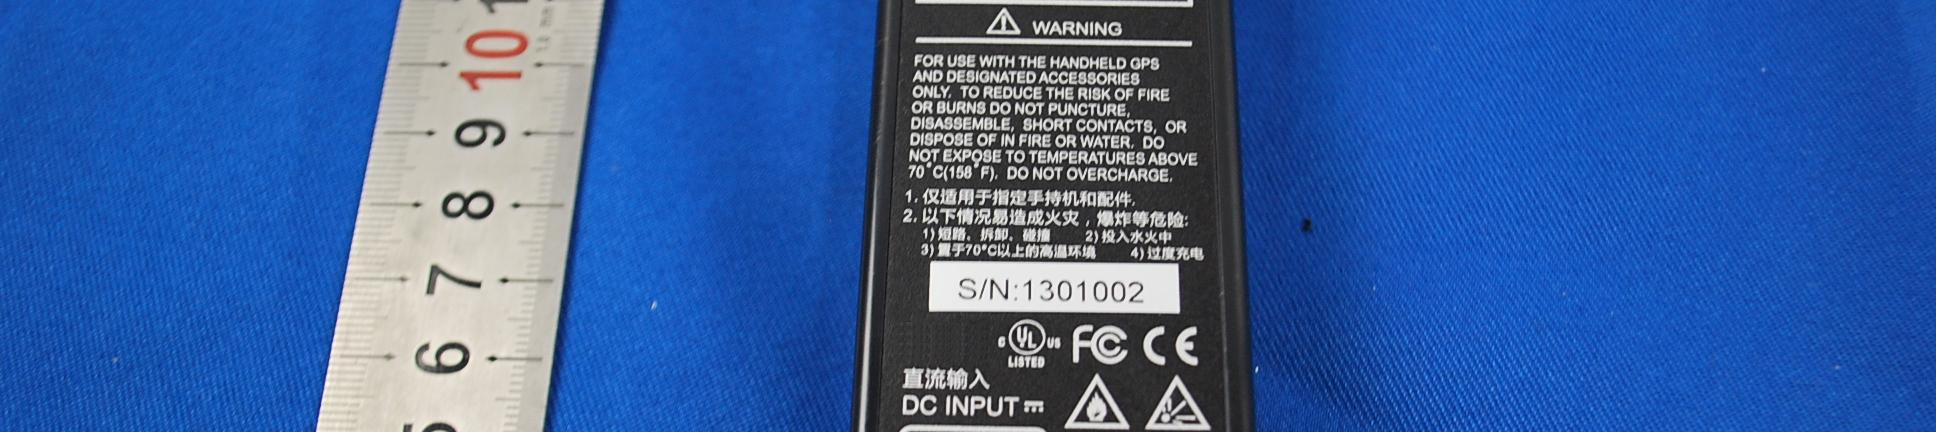 10
9
8
7
6
5
WARNING
FOR USE WITH THE HANDHELD GPS
AND DESIGNATED ACCESSORIES
ONLY. TO REDUCE THE RISK OF FIRE
OR BURNS DO NOT PUNCTURE,
DISASSEMBLE, SHORT CONTACTS, OR
DISPOSE OF IN FIRE OR WATER. DO
NOT EXPOSE TO TEMPERATURES ABOVE
70°C(158°F). DO NOT OVERCHARGE.
1. 仅适用于指定手持机和配件.
2. 以下情况易造成火灾，爆炸等危险:
1) 短路、拆卸、碰撞 2) 投入水火中
3) 置于70°C以上的高温环境 4) 过度充电
S/N:1301002
C UL US FC CE
LISTED
直流输入
DC INPUT